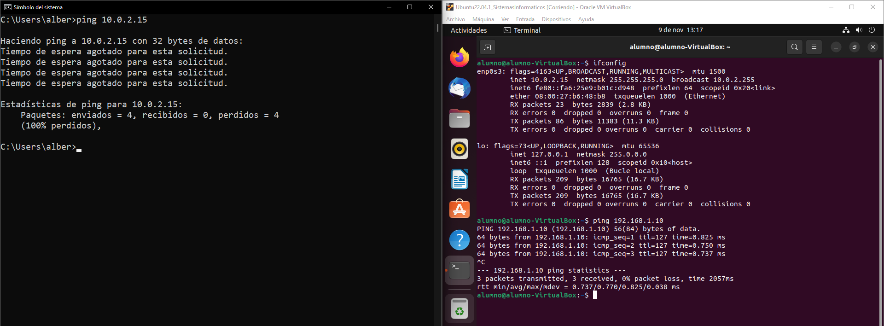 Símbolo del sistema
C:\Users\alber>ping 10.0.2.15
Haciendo ping a 10.0.2.15 con 32 bytes de datos:
Tiempo de espera agotado para esta solicitud.
Tiempo de espera agotado para esta solicitud.
Tiempo de espera agotado para esta solicitud.
Tiempo de espera agotado para esta solicitud.
Estadísticas de ping para 10.0.2.15:
Paquetes: enviados = 4, recibidos = 0, perdidos = 4
(100% perdidos),
C:\Users\alber>
Archivo Máquina Ver Entrada Dispositivos Ayuda
Actividades Terminal 9 de nov 13:17
alumno@alumno-VirtualBox: ~
alumno@alumno-VirtualBox:~$ ifconfig
enp0s3: flags=4163<UP,BROADCAST,RUNNING,MULTICAST> mtu 1500
inet 10.0.2.15 netmask 255.255.255.0 broadcast 10.0.2.255
inet6 fe80::fa6:25e9:b01c:d948 prefixlen 64 scopeid 0x20<link>
ether 08:00:27:b6:48:b8 txqueuelen 1000 (Ethernet)
RX packets 23 bytes 2839 (2.8 KB)
RX errors 0 dropped 0 overruns 0 frame 0
TX packets 86 bytes 11383 (11.3 KB)
TX errors 0 dropped 0 overruns 0 carrier 0 collisions 0
lo: flags=73<UP,LOOPBACK,RUNNING> mtu 65536
inet 127.0.0.1 netmask 255.0.0.0
inet6 ::1 prefixlen 128 scopeid 0x10<host>
loop txqueuelen 1000 (Bucle local)
RX packets 209 bytes 16765 (16.7 KB)
RX errors 0 dropped 0 overruns 0 frame 0
TX packets 209 bytes 16765 (16.7 KB)
TX errors 0 dropped 0 overruns 0 carrier 0 collisions 0
alumno@alumno-VirtualBox:~$ ping 192.168.1.10
PING 192.168.1.10 (192.168.1.10) 56(84) bytes of data.
64 bytes from 192.168.1.10: icmp_seq=1 ttl=127 time=0.825 ms
64 bytes from 192.168.1.10: icmp_seq=2 ttl=127 time=0.750 ms
64 bytes from 192.168.1.10: icmp_seq=3 ttl=127 time=0.737 ms
^C
--- 192.168.1.10 ping statistics ---
3 packets transmitted, 3 received, 0% packet loss, time 2057ms
rtt min/avg/max/mdev = 0.737/0.770/0.825/0.038 ms
alumno@alumno-VirtualBox:~$